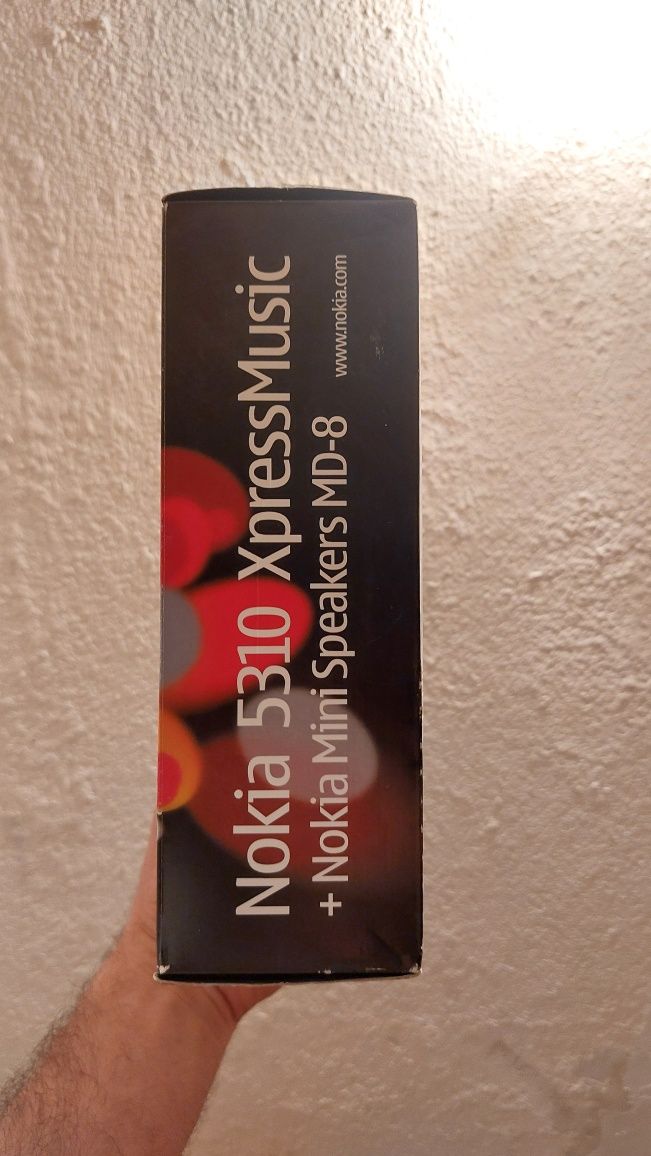 Nokia 5310 XpressMusic
+ Nokia Mini Speakers MD-8
www.nokia.com